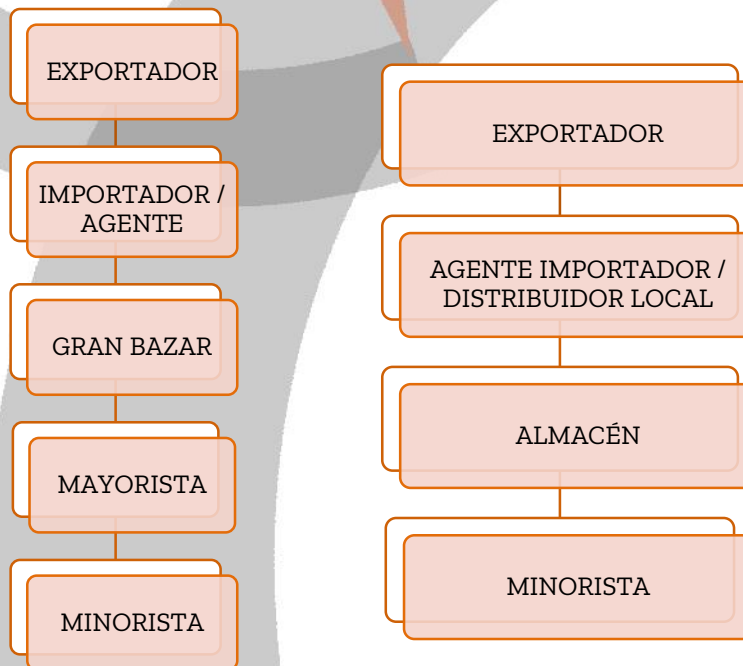 EXPORTADOR
IMPORTADOR /
AGENTE
GRAN BAZAR
MAYORISTA
MINORISTA
EXPORTADOR
AGENTE IMPORTADOR /
DISTRIBUIDOR LOCAL
ALMACÉN
MINORISTA